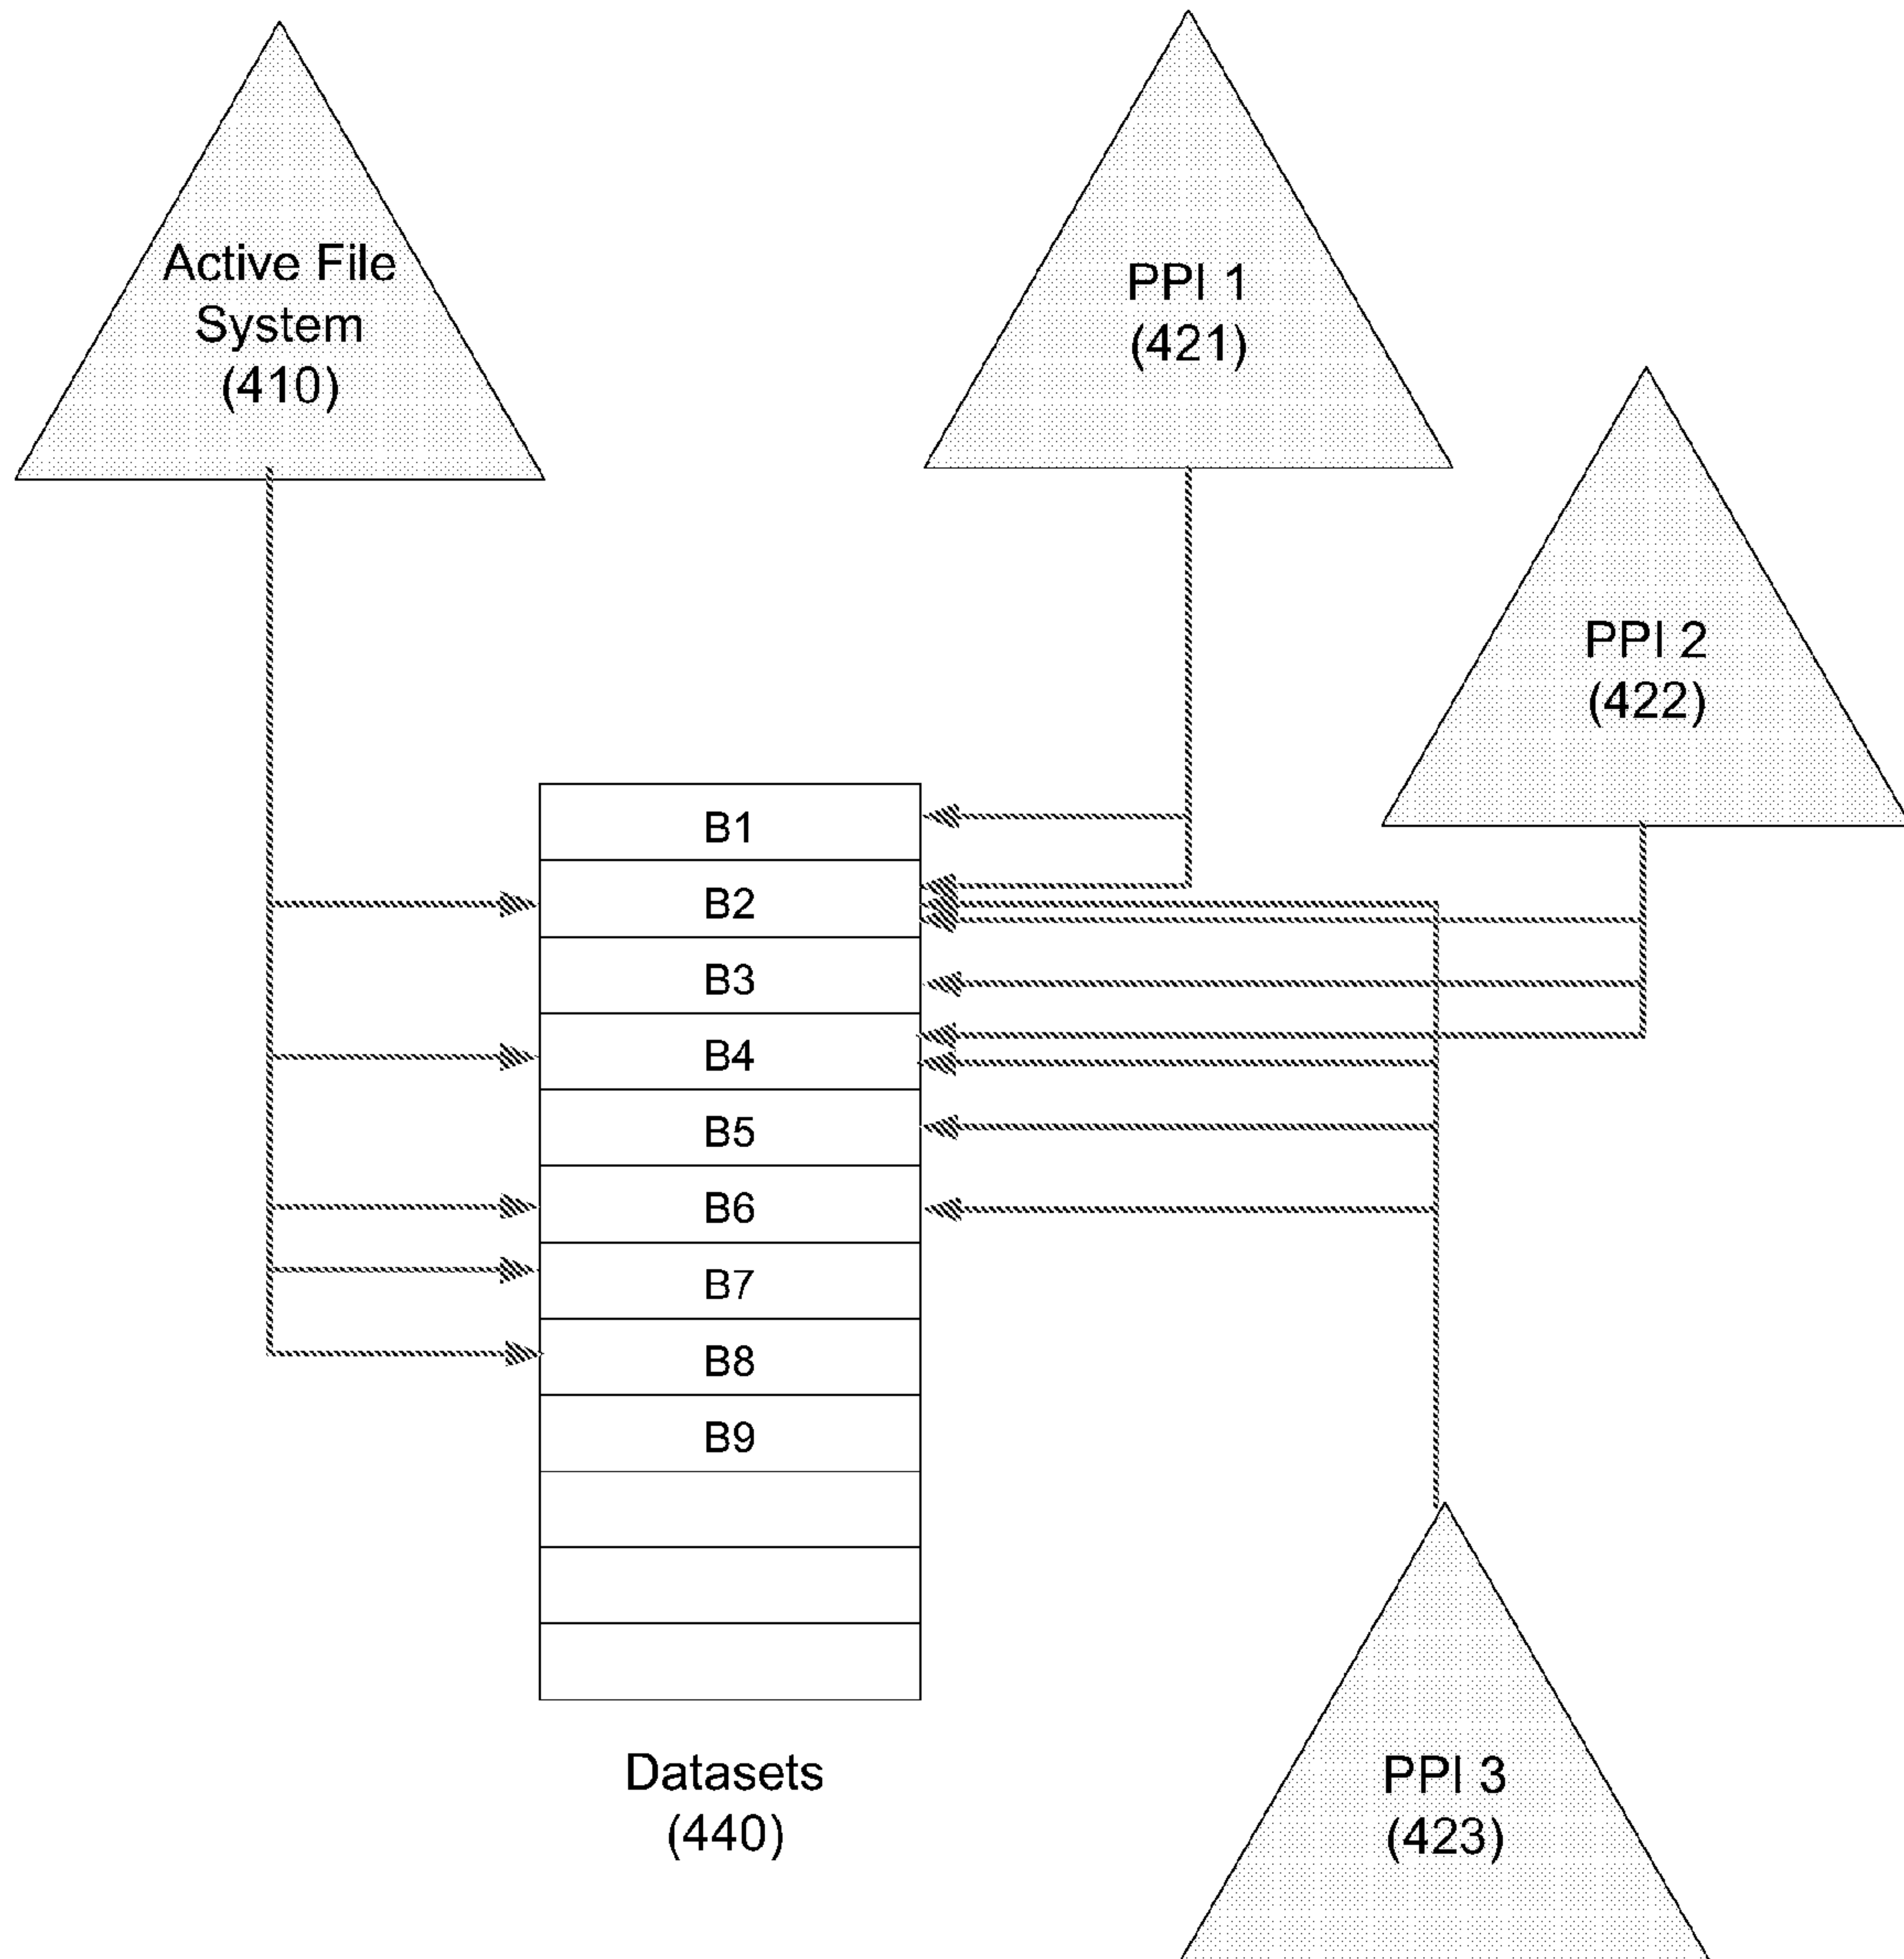 Active File
System
(410)
PPI 1
(421)
PPI 2
(422)
B1
B2
B3
B4
B5
B6
B7
B8
B9
Datasets
(440)
PPI 3
(423)